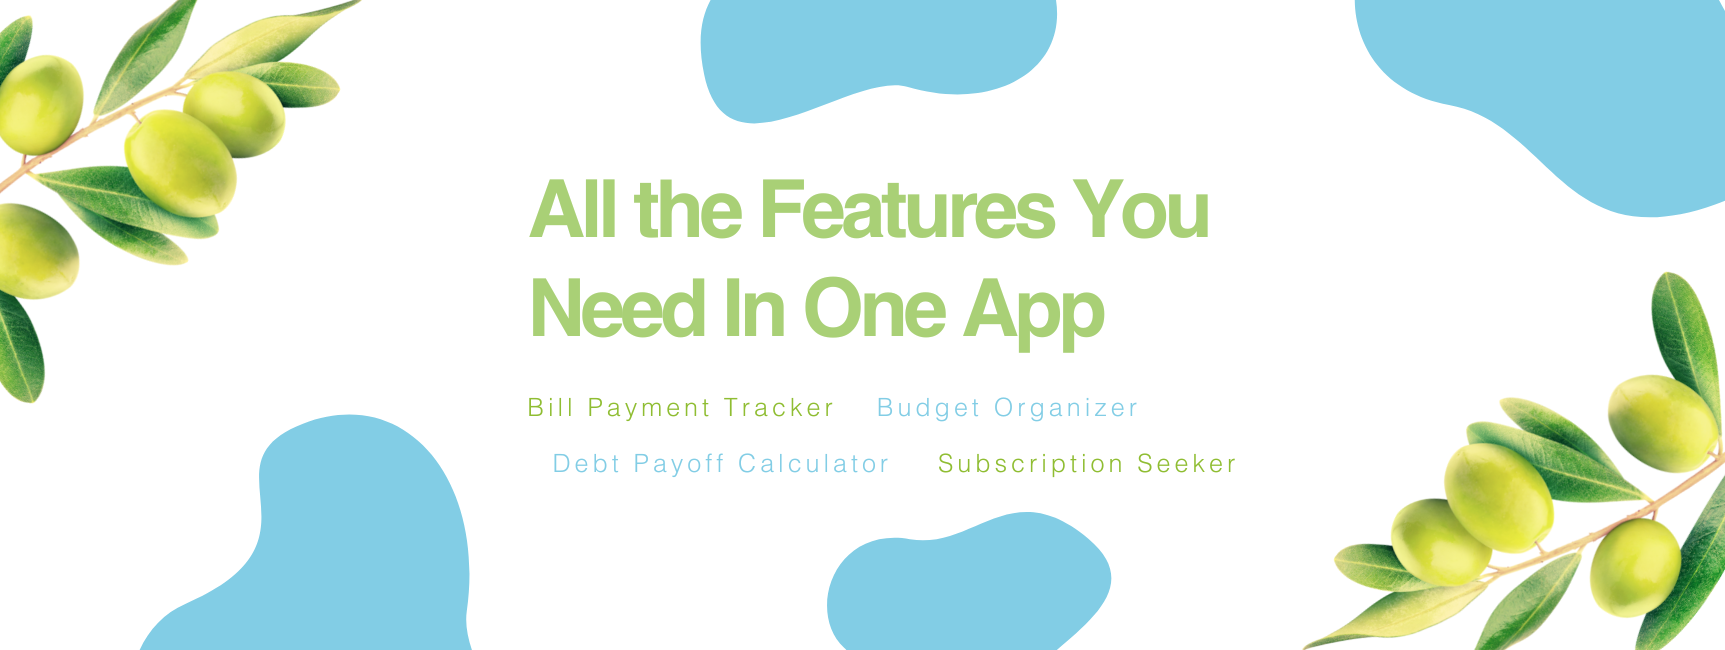 All the Features You
Need In One App
Bill Payment Tracker Budget Organizer
Debt Payoff Calculator Subscription Seeker